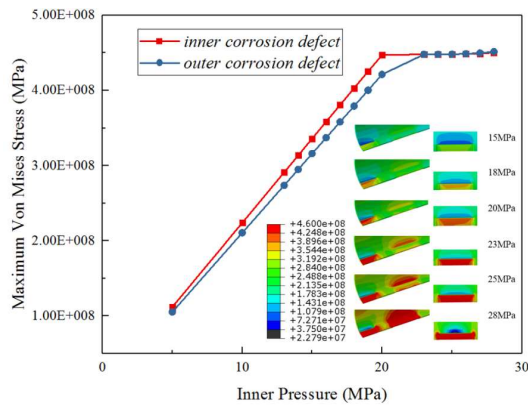 5.00E+008
4.00E+008
3.00E+008
2.00E+008
1.00E+008
Maximum Von Mises Stress (MPa)
inner corrosion defect
outer corrosion defect
15MPa
18MPa
20MPa
23MPa
25MPa
28MPa
+4.600e+08
+4.248e+08
+3.896e+08
+3.544e+08
+3.192e+08
+2.840e+08
+2.488e+08
+2.135e+08
+1.783e+08
+1.431e+08
+1.079e+08
+7.271e+07
+3.750e+07
+2.279e+07
0
10
20
30
Inner Pressure (MPa)